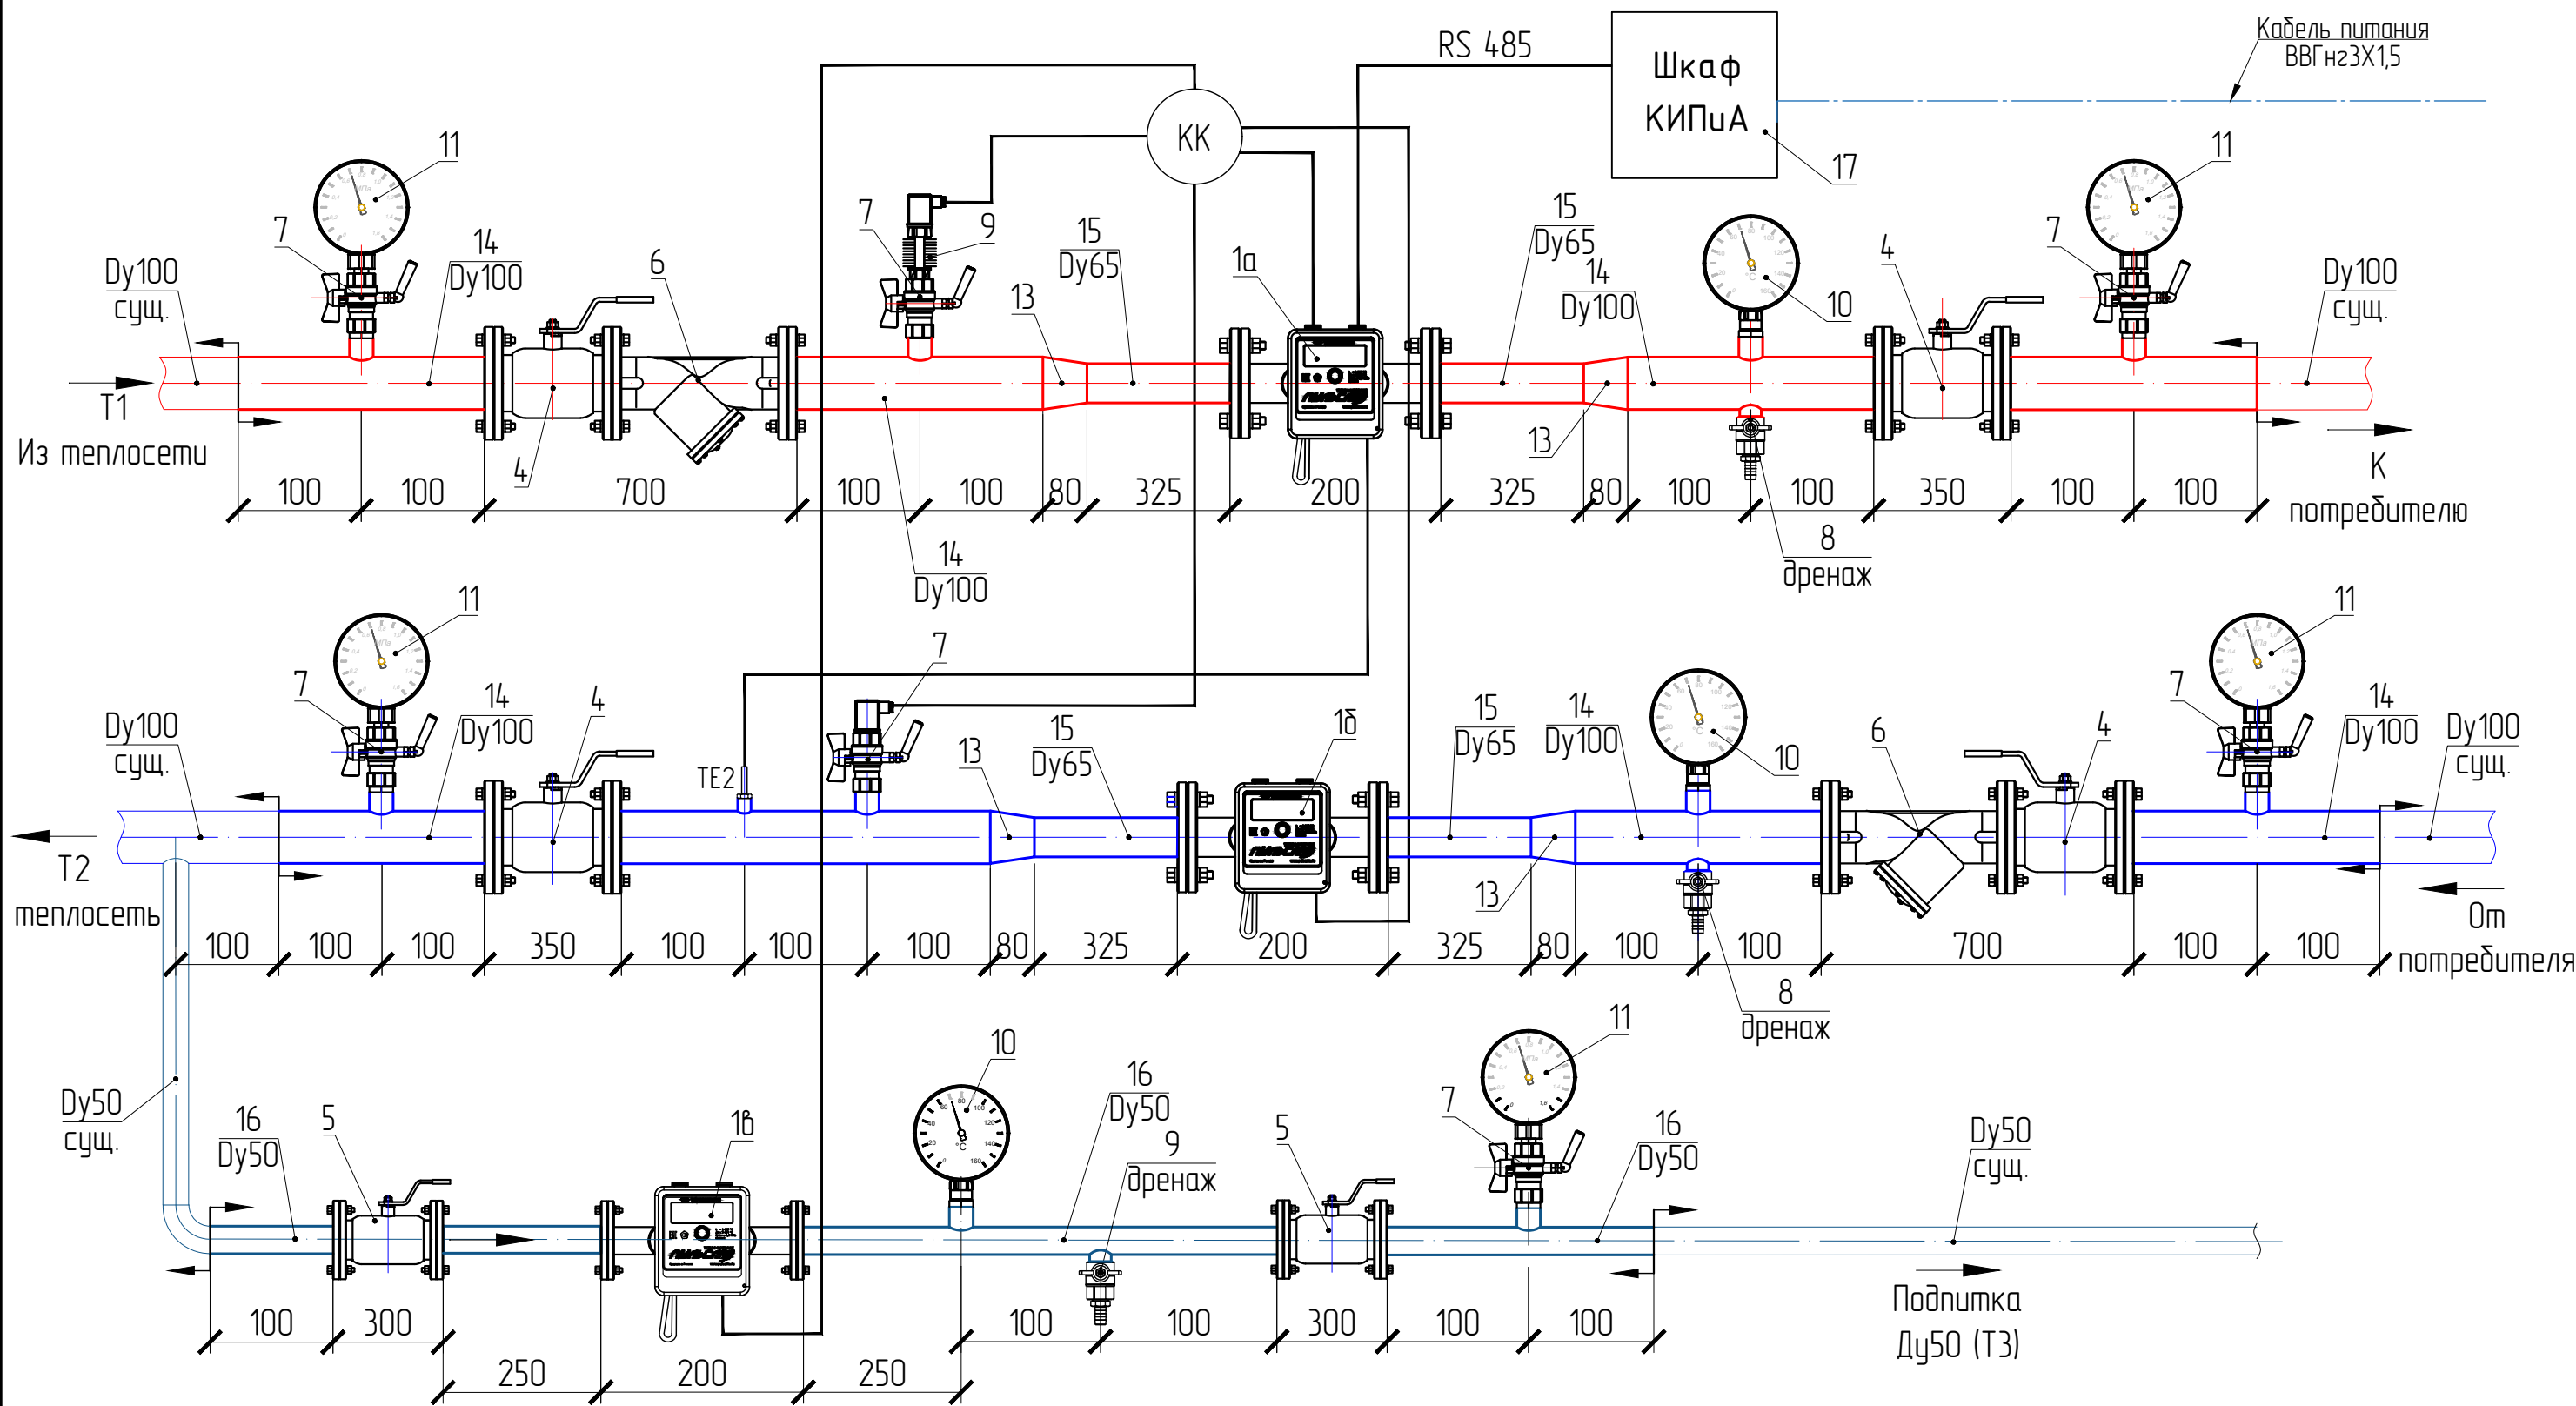 RS 485
Шкаф
КИПиА
Кабель питания
ВВГнг3Х1,5
КК
17
11
7
14
Dy100
6
7
9
15
Dy65
1а
15
Dy65
14
Dy100
10
4
7
11
Dy100
сущ.
Dy100
сущ.
13
13
4
Т1
Из теплосети
К
потребителю
100
100
700
100
100
80
325
200
325
80
100
100
350
100
100
14
Dy100
8
дренаж
11
7
14
Dy100
4
7
ТЕ2
13
15
Dy65
1б
15
Dy65
14
Dy100
10
6
4
7
11
14
Dy100
Dy100
сущ.
Dy100
сущ.
13
Т2
теплосеть
От
потребителя
100
100
100
350
100
100
100
80
325
200
325
80
100
100
700
100
100
8
дренаж
Dy50
сущ.
16
Dy50
5
1в
10
16
Dy50
9
дренаж
5
7
11
16
Dy50
Dy50
сущ.
Подпитка
Ду50 (Т3)
100
300
100
100
300
100
100
250
200
250